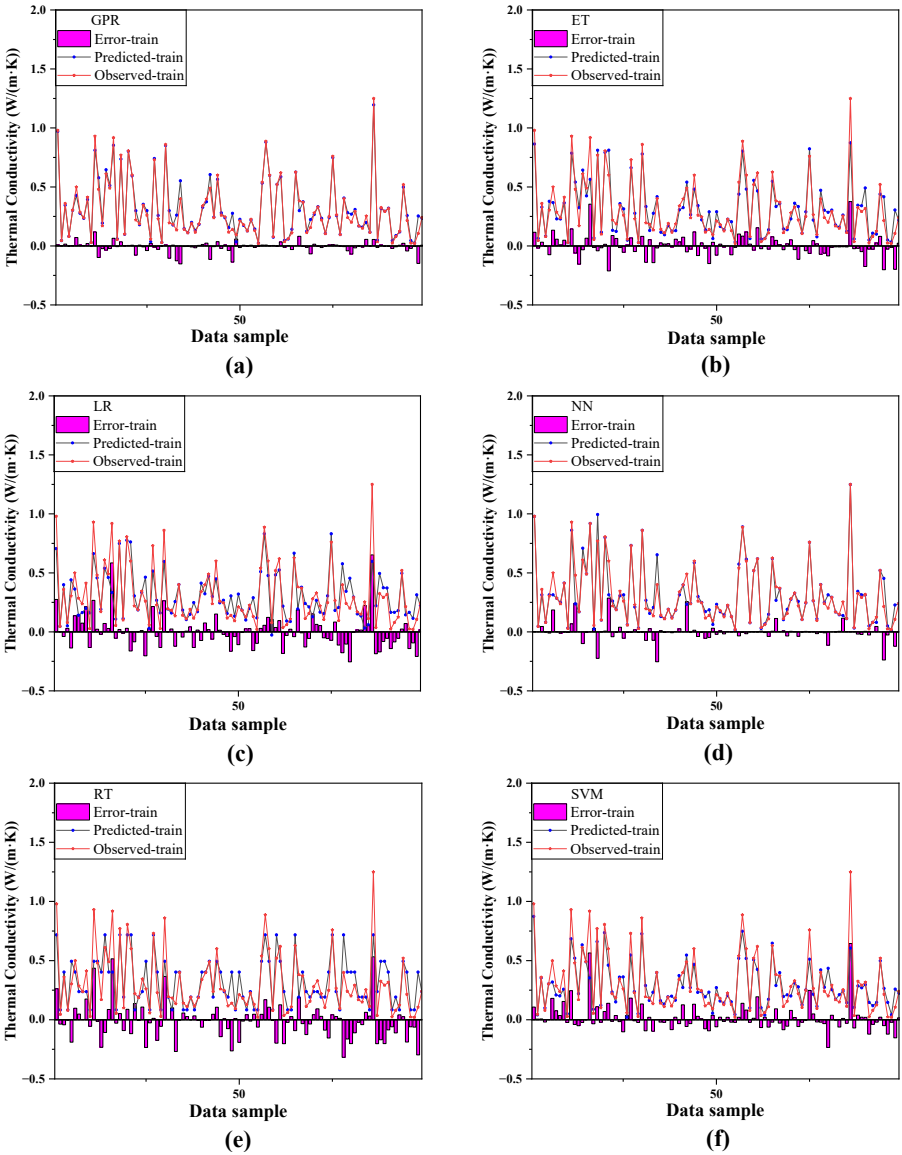 GPR
Error-train
Predicted-train
Observed-train
2.0
1.5
1.0
0.5
0.0
−0.5
Thermal Conductivity (W/(m·K))
50
Data sample
(a)
ET
Error-train
Predicted-train
Observed-train
2.0
1.5
1.0
0.5
0.0
−0.5
Thermal Conductivity (W/(m·K))
50
Data sample
(b)
LR
Error-train
Predicted-train
Observed-train
2.0
1.5
1.0
0.5
0.0
−0.5
Thermal Conductivity (W/(m·K))
50
Data sample
(c)
NN
Error-train
Predicted-train
Observed-train
2.0
1.5
1.0
0.5
0.0
−0.5
Thermal Conductivity (W/(m·K))
50
Data sample
(d)
RT
Error-train
Predicted-train
Observed-train
2.0
1.5
1.0
0.5
0.0
−0.5
Thermal Conductivity (W/(m·K))
50
Data sample
(e)
SVM
Error-train
Predicted-train
Observed-train
2.0
1.5
1.0
0.5
0.0
−0.5
Thermal Conductivity (W/(m·K))
50
Data sample
(f)